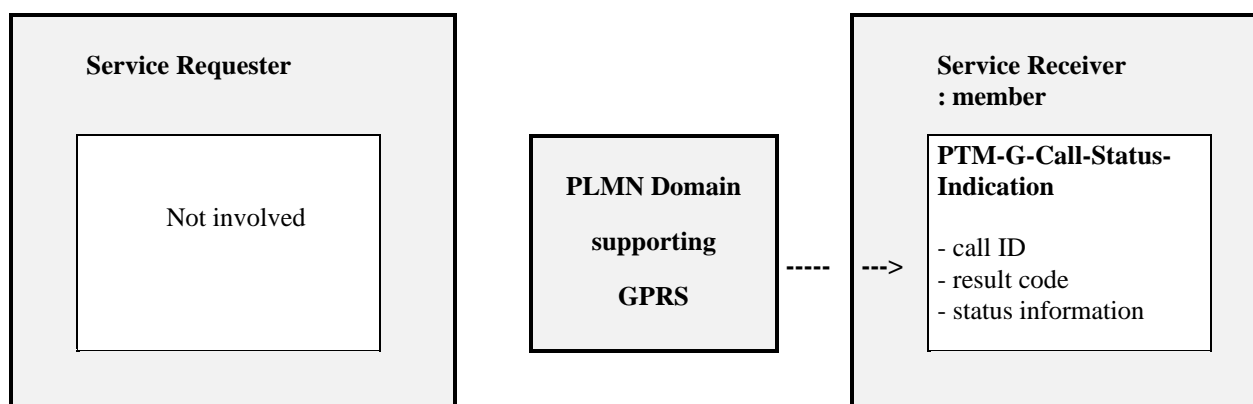 Service Requester
Not involved
PLMN Domain
supporting
GPRS
----- --->
Service Receiver
: member
PTM-G-Call-Status-
Indication
- call ID
- result code
- status information